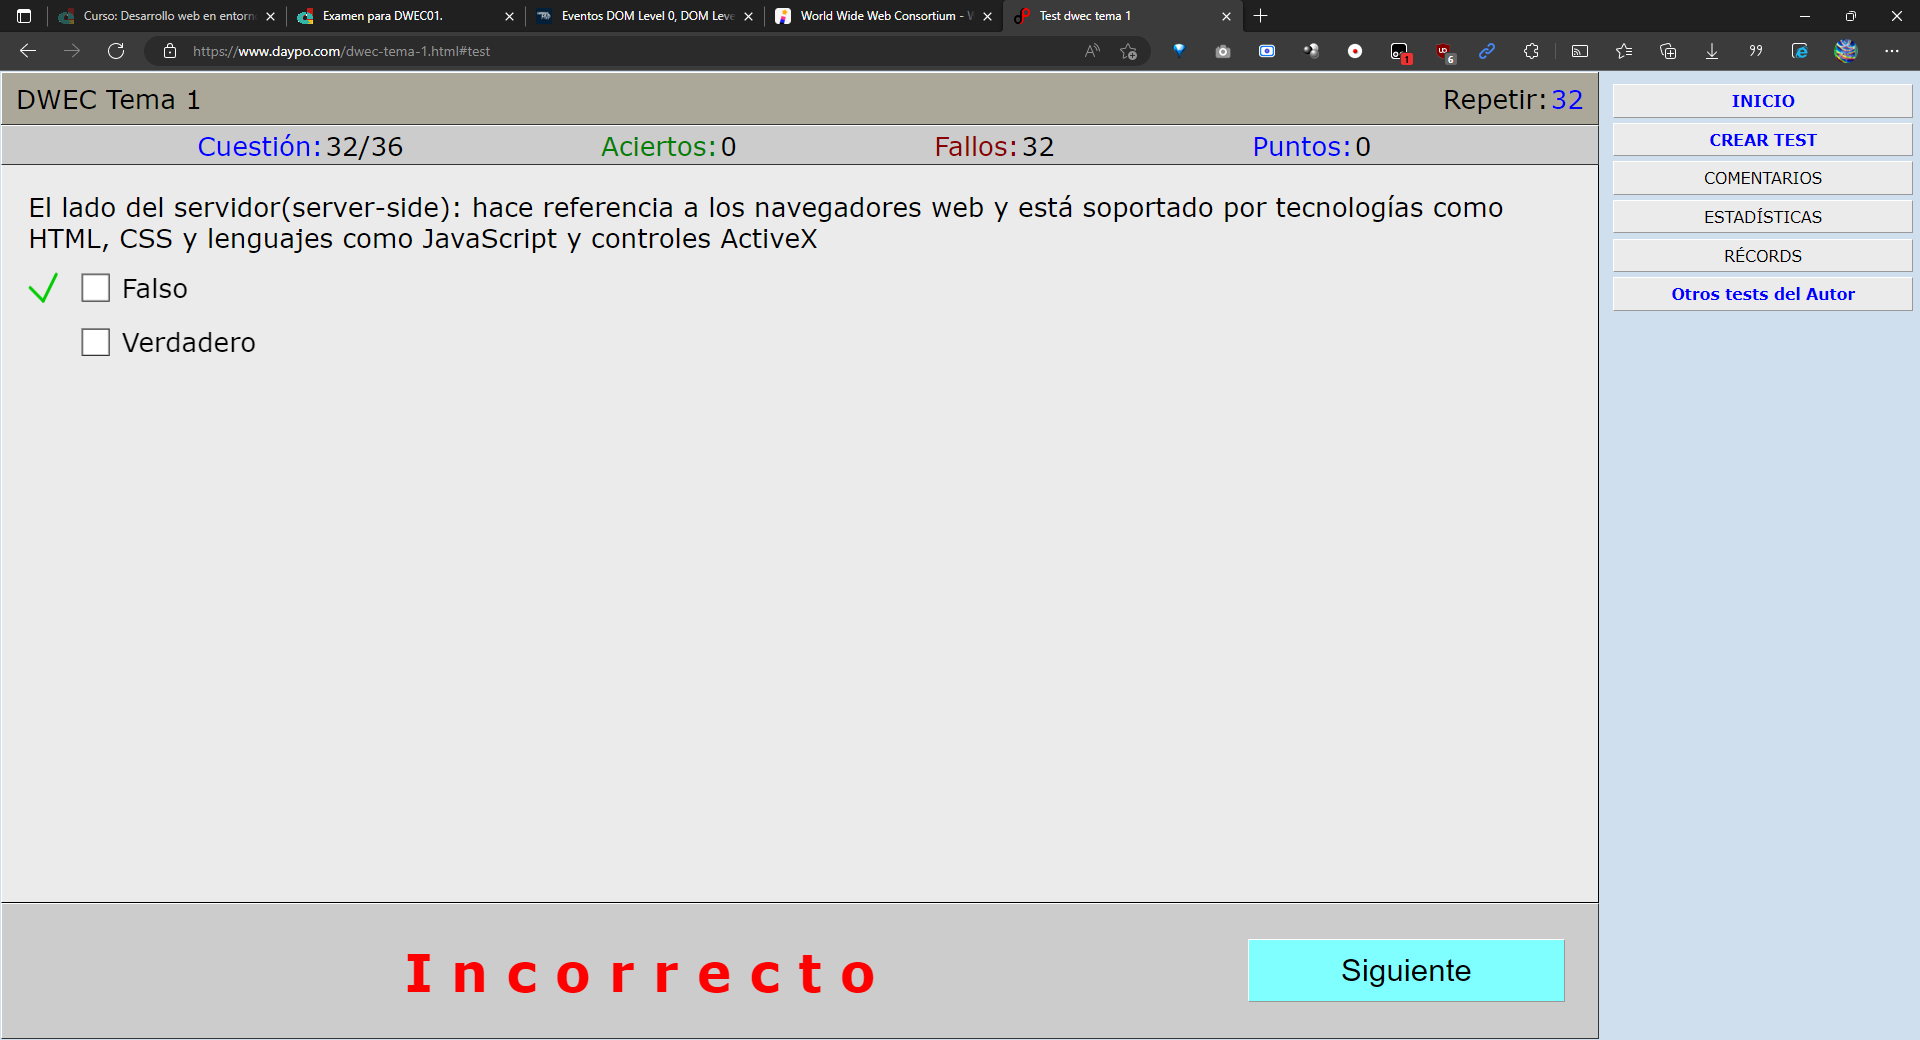 Curso: Desarrollo web en entorn
Examen para DWEC01.
Eventos DOM Level 0, DOM Leve
World Wide Web Consortium - W
Test dwec tema 1
https://www.daypo.com/dwec-tema-1.html#test
1
6
DWEC Tema 1
Repetir: 32
Cuestión: 32/36
Aciertos: 0
Fallos: 32
Puntos: 0
El lado del servidor(server-side): hace referencia a los navegadores web y está soportado por tecnologías como
HTML, CSS y lenguajes como JavaScript y controles ActiveX
Falso
Verdadero
Incorrecto
Siguiente
INICIO
CREAR TEST
COMENTARIOS
ESTADÍSTICAS
RÉCORDS
Otros tests del Autor